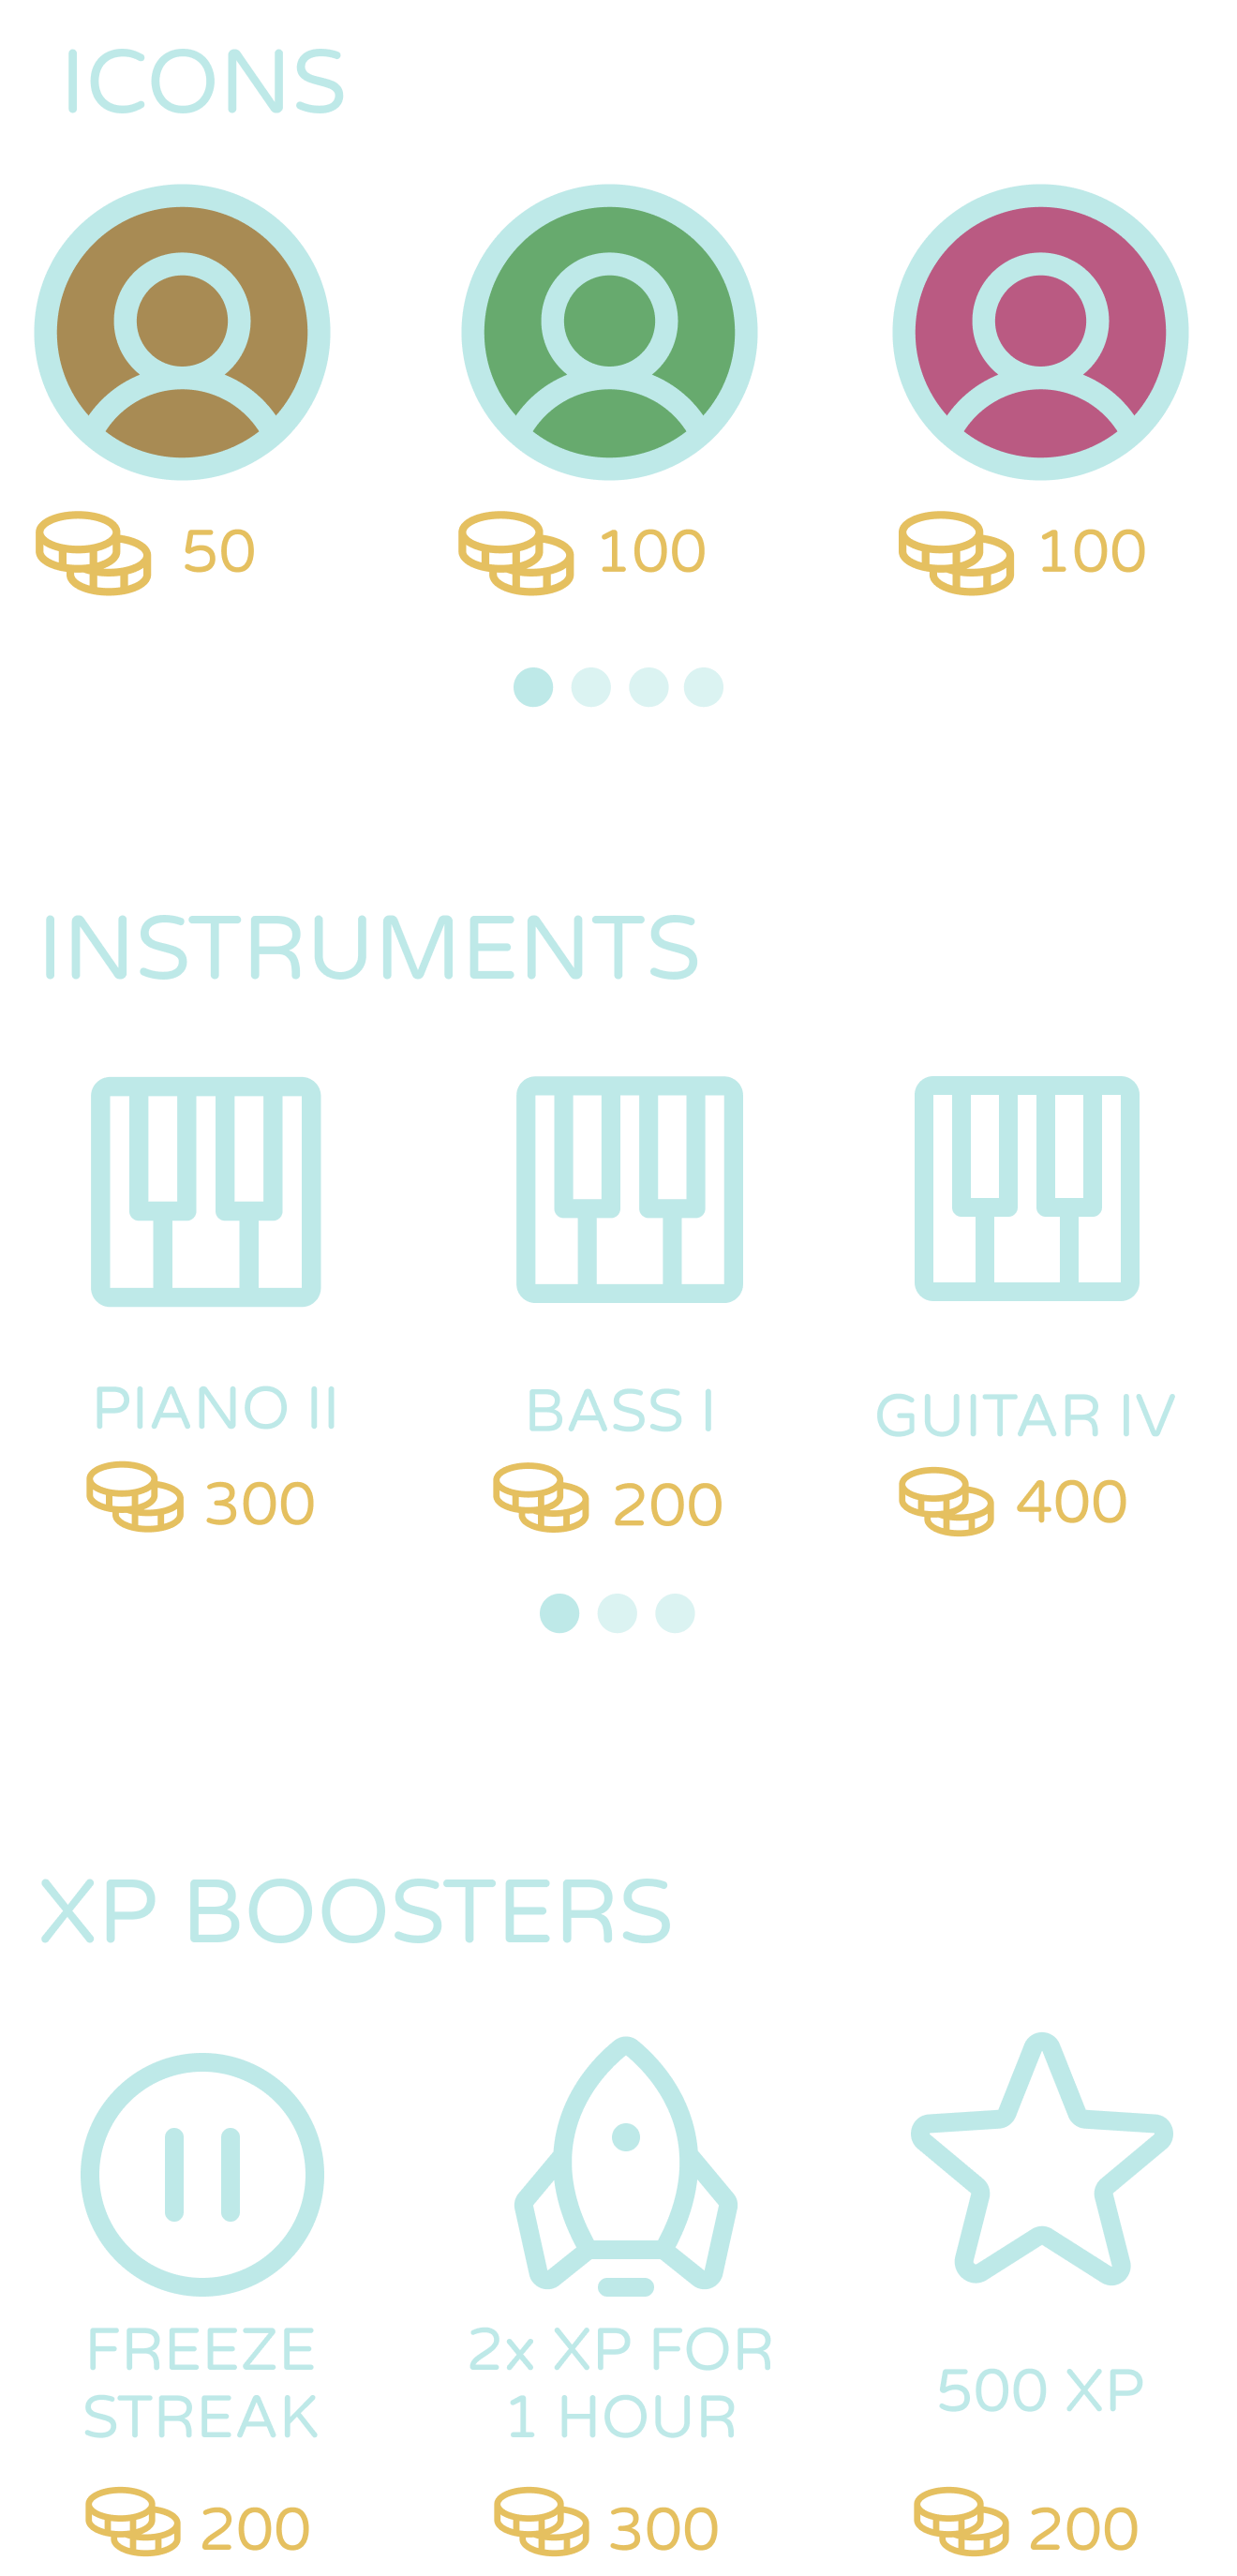 ICONS
50 100 100
INSTRUMENTS
PIANO II BASS I GUITAR IV
300 200 400
XP BOOSTERS
FREEZE 2x XP FOR 500 XP
STREAK 1 HOUR
200 300 200